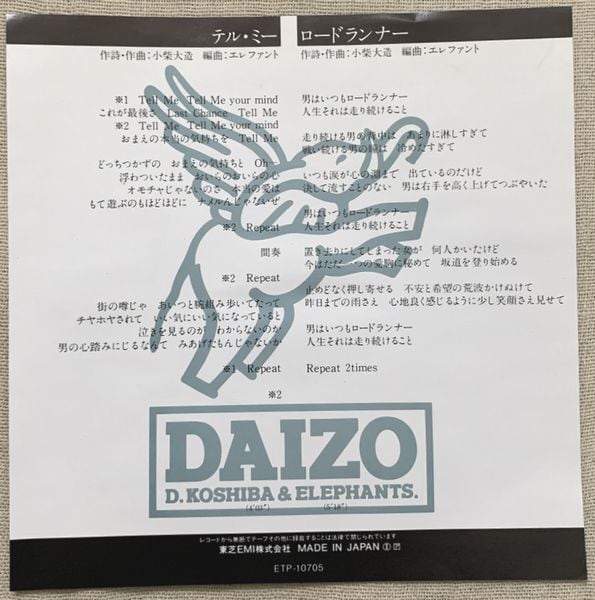 テル・ミー
作詩・作曲：小柴大造　編曲：エレファント
※1　Tell Me　Tell Me your mind
これが最後さ　Last Chance　Tell Me
※2　Tell Me　Tell Me your mind
おまえの本当の気持ちを　Tell Me
どっちつかずの　おまえの気持ちと　Oh—
浮わついたまま　おいらのおいらの心
オモチャじゃないのさ　本当の愛は
もて遊ぶのもほどほどに　ナメルんじゃないぜ
※2　Repeat
間奏
※2　Repeat
街の噂じゃ　あいつと腕組み歩いてたって
チヤホヤされて　いい気にいい気になっていると
泣きを見るのが　わからないのか
男の心踏みにじるなんて　みあげたもんじゃないか
※1　Repeat
※2
ロードランナー
作詩・作曲：小柴大造　編曲：エレファント
男はいつもロードランナー
人生それは走り続けること
走り続ける男の背中は　あまりに淋しすぎて
戦い続ける男の瞳は　冷めたすぎて
いつも涙が心の淵まで　出ているのだけど
決して流すことのない　男は右手を高く上げてつぶやいた
男はいつもロードランナー
人生それは走り続けること
置き去りにしてしまった女が　何人かいたけど
今はただ一つの愛胸に秘めて　坂道を登り始める
止めどなく押し寄せる　不安と希望の荒波かけぬけて
昨日までの雨さえ　心地良く感じるように少し笑顔さえ見せて
男はいつもロードランナー
人生それは走り続けること
Repeat 2times
DAIZO
D. KOSHIBA & ELEPHANTS.
レコードから無断でテープその他に録音することは法律で禁じられています
東芝EMI株式会社　MADE IN JAPAN
ETP-10705